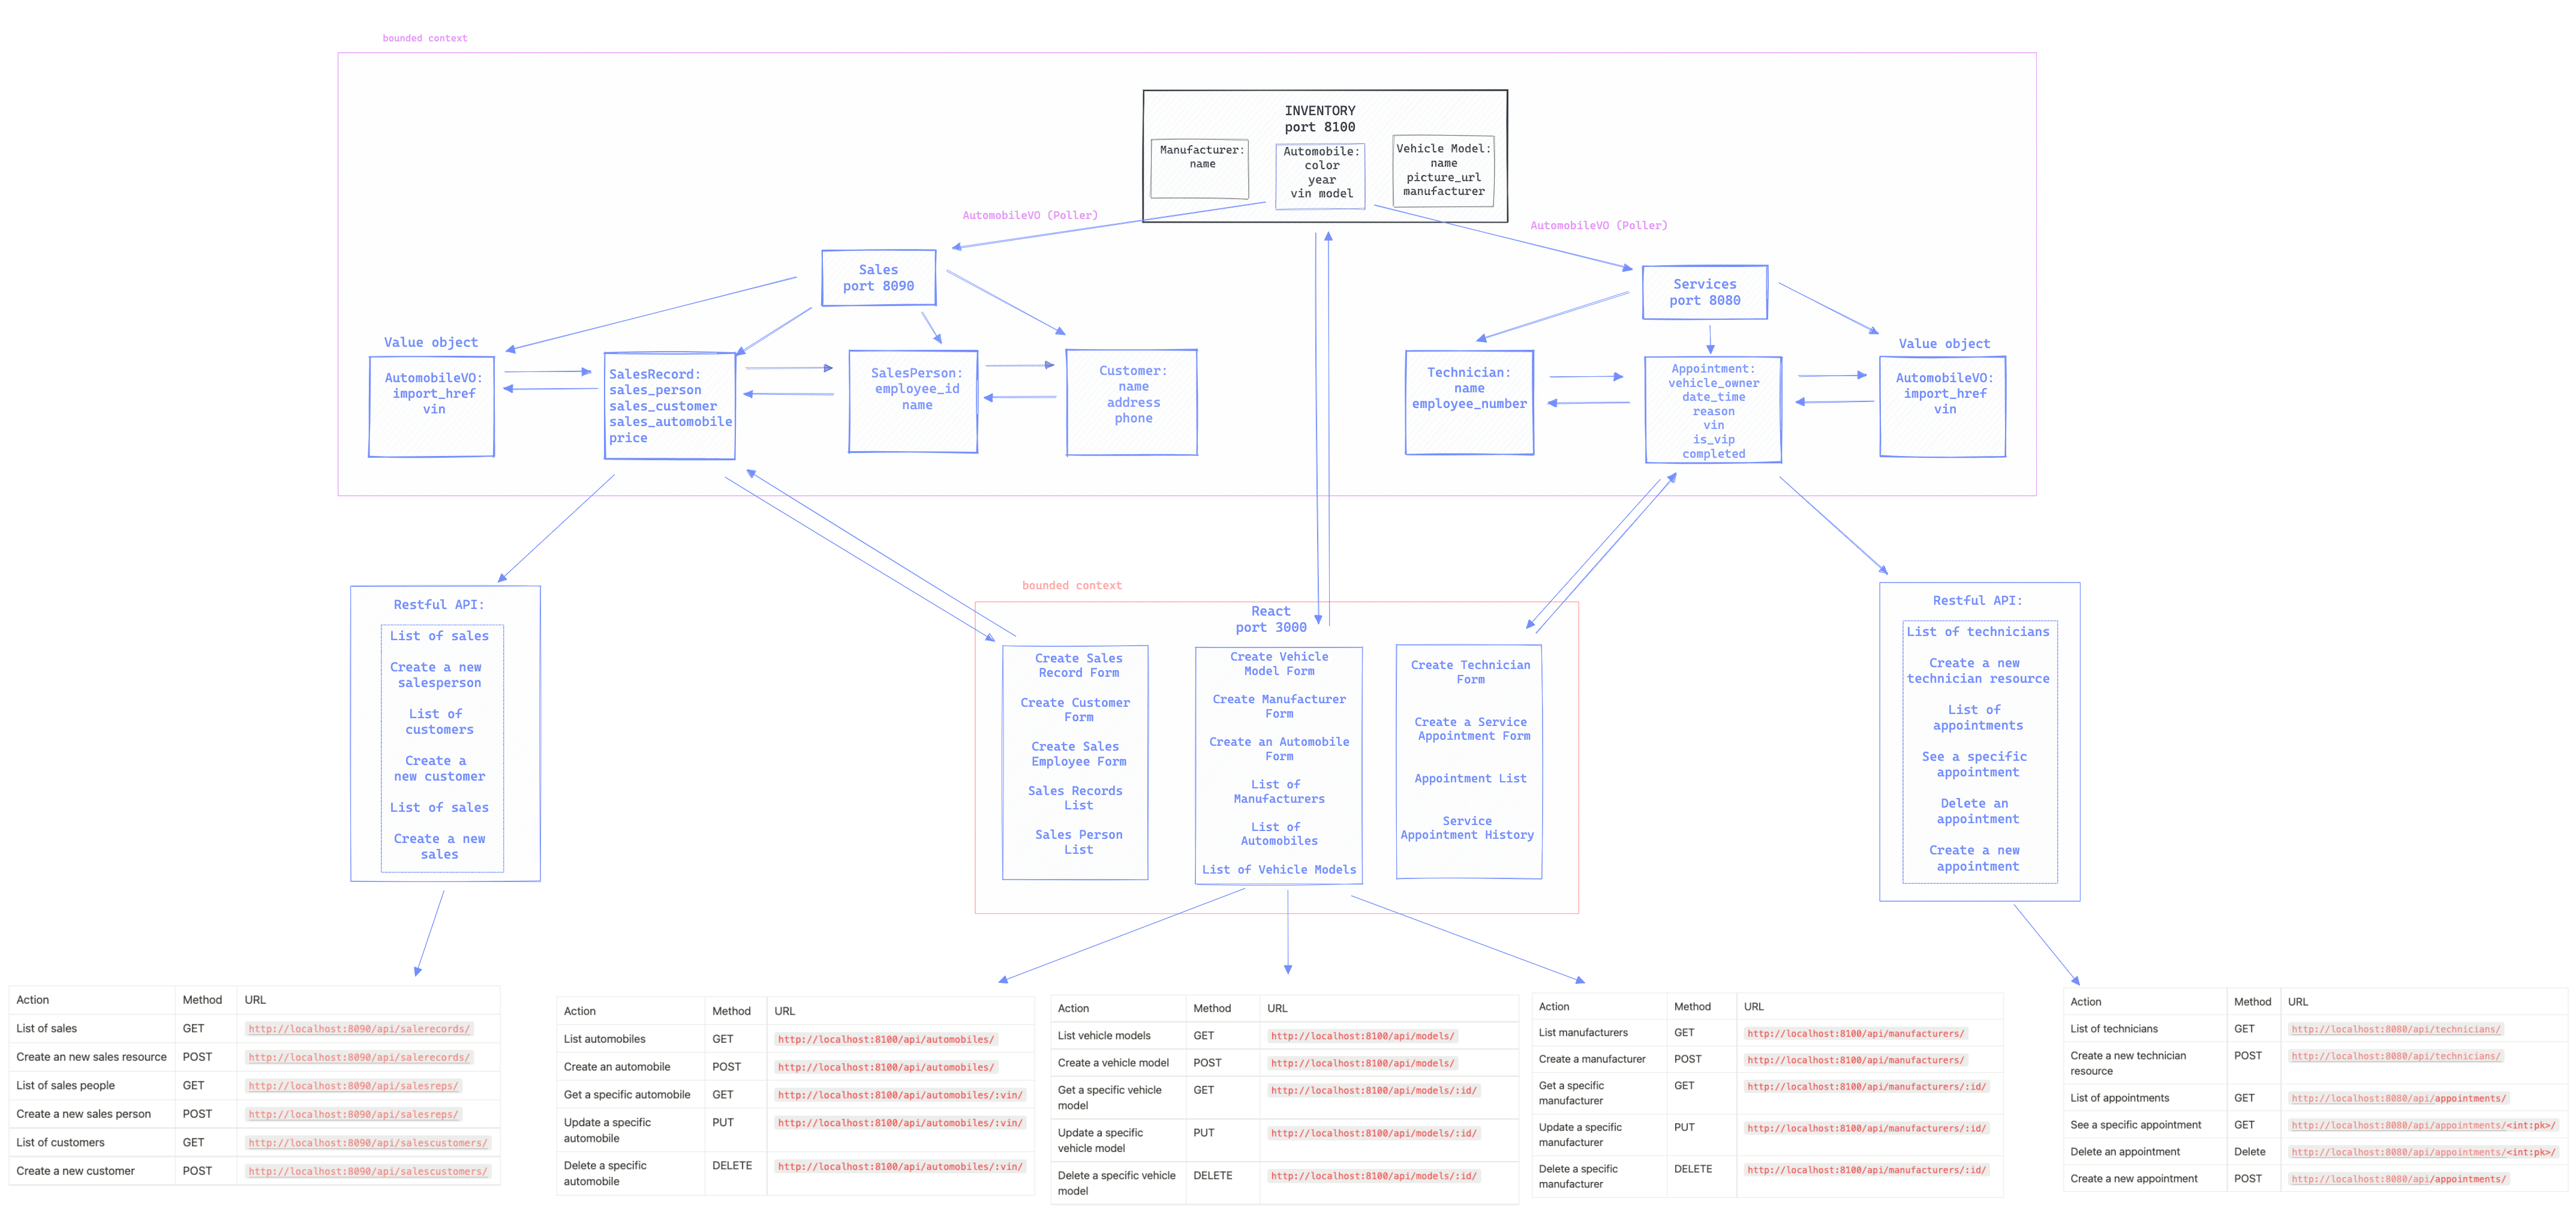 bounded context
INVENTORY
port 8100
Manufacturer:
name
Automobile:
color
year
vin model
Vehicle Model:
name
picture_url
manufacturer
AutomobileVO (Poller)
AutomobileVO (Poller)
Sales
port 8090
Services
port 8080
Value object
AutomobileVO:
import_href
vin
SalesRecord:
sales_person
sales_customer
sales_automobile
price
SalesPerson:
employee_id
name
Customer:
name
address
phone
Technician:
name
employee_number
Appointment:
vehicle_owner
date_time
reason
vin
is_vip
completed
Value object
AutomobileVO:
import_href
vin
Restful API:
List of sales
Create a new
salesperson
List of
customers
Create a
new customer
List of sales
Create a new
sales
bounded context
React
port 3000
Create Sales
Record Form
Create Customer
Form
Create Sales
Employee Form
Sales Records
List
Sales Person
List
Create Vehicle
Model Form
Create Manufacturer
Form
Create an Automobile
Form
List of
Manufacturers
List of
Automobiles
List of Vehicle Models
Create Technician
Form
Create a Service
Appointment Form
Appointment List
Service
Appointment History
Restful API:
List of technicians
Create a new
technician resource
List of
appointments
See a specific
appointment
Delete an
appointment
Create a new
appointment
Action Method URL
List of sales GET http://localhost:8090/api/salerecords/
Create an new sales resource POST http://localhost:8090/api/salerecords/
List of sales people GET http://localhost:8090/api/salesreps/
Create a new sales person POST http://localhost:8090/api/salesreps/
List of customers GET http://localhost:8090/api/salescustomers/
Create a new customer POST http://localhost:8090/api/salescustomers/
Action Method URL
List automobiles GET http://localhost:8100/api/automobiles/
Create an automobile POST http://localhost:8100/api/automobiles/
Get a specific automobile GET http://localhost:8100/api/automobiles/:vin/
Update a specific PUT http://localhost:8100/api/automobiles/:vin/
automobile
Delete a specific DELETE http://localhost:8100/api/automobiles/:vin/
automobile
Action Method URL
List vehicle models GET http://localhost:8100/api/models/
Create a vehicle model POST http://localhost:8100/api/models/
Get a specific vehicle GET http://localhost:8100/api/models/:id/
model
Update a specific PUT http://localhost:8100/api/models/:id/
vehicle model
Delete a specific vehicle DELETE http://localhost:8100/api/models/:id/
model
Action Method URL
List manufacturers GET http://localhost:8100/api/manufacturers/
Create a manufacturer POST http://localhost:8100/api/manufacturers/
Get a specific GET http://localhost:8100/api/manufacturers/:id/
manufacturer
Update a specific PUT http://localhost:8100/api/manufacturers/:id/
manufacturer
Delete a specific DELETE http://localhost:8100/api/manufacturers/:id/
manufacturer
Action Method URL
List of technicians GET http://localhost:8080/api/technicians/
Create a new technician POST http://localhost:8080/api/technicians/
resource
List of appointments GET http://localhost:8080/api/appointments/
See a specific appointment GET http://localhost:8080/api/appointments/<int:pk>/
Delete an appointment Delete http://localhost:8080/api/appointments/<int:pk>/
Create a new appointment POST http://localhost:8080/api/appointments/